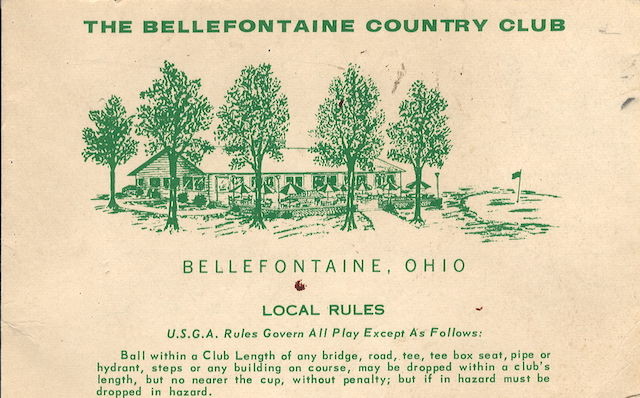 THE BELLEFONTAINE COUNTRY CLUB
BELLEFONTAINE, OHIO
LOCAL RULES
U.S.G.A. Rules Govern All Play Except As Follows:
Ball within a Club Length of any bridge, road, tee, tee box seat, pipe or
hydrant, steps or any building on course, may be dropped within a club's
length, but no nearer the cup, without penalty; but if in hazard must be
dropped in hazard.